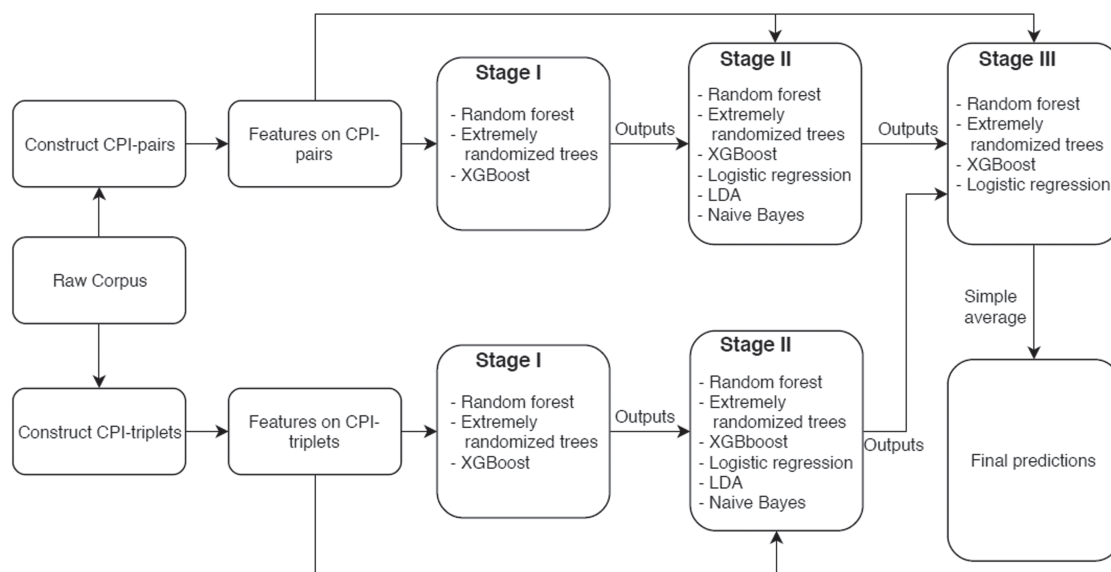 Construct CPI-pairs
Features on CPI-
pairs
Stage I
- Random forest
- Extremely
randomized trees
- XGBoost
Outputs
Stage II
- Random forest
- Extremely
randomized trees
- XGBoost
- Logistic regression
- LDA
- Naive Bayes
Outputs
Stage III
- Random forest
- Extremely
randomized trees
- XGBoost
- Logistic regression
Raw Corpus
Simple
average
Construct CPI-triplets
Features on CPI-
triplets
Stage I
- Random forest
- Extremely
randomized trees
- XGBoost
Outputs
Stage II
- Random forest
- Extremely
randomized trees
- XGBboost
- Logistic regression
- LDA
- Naive Bayes
Outputs
Final predictions